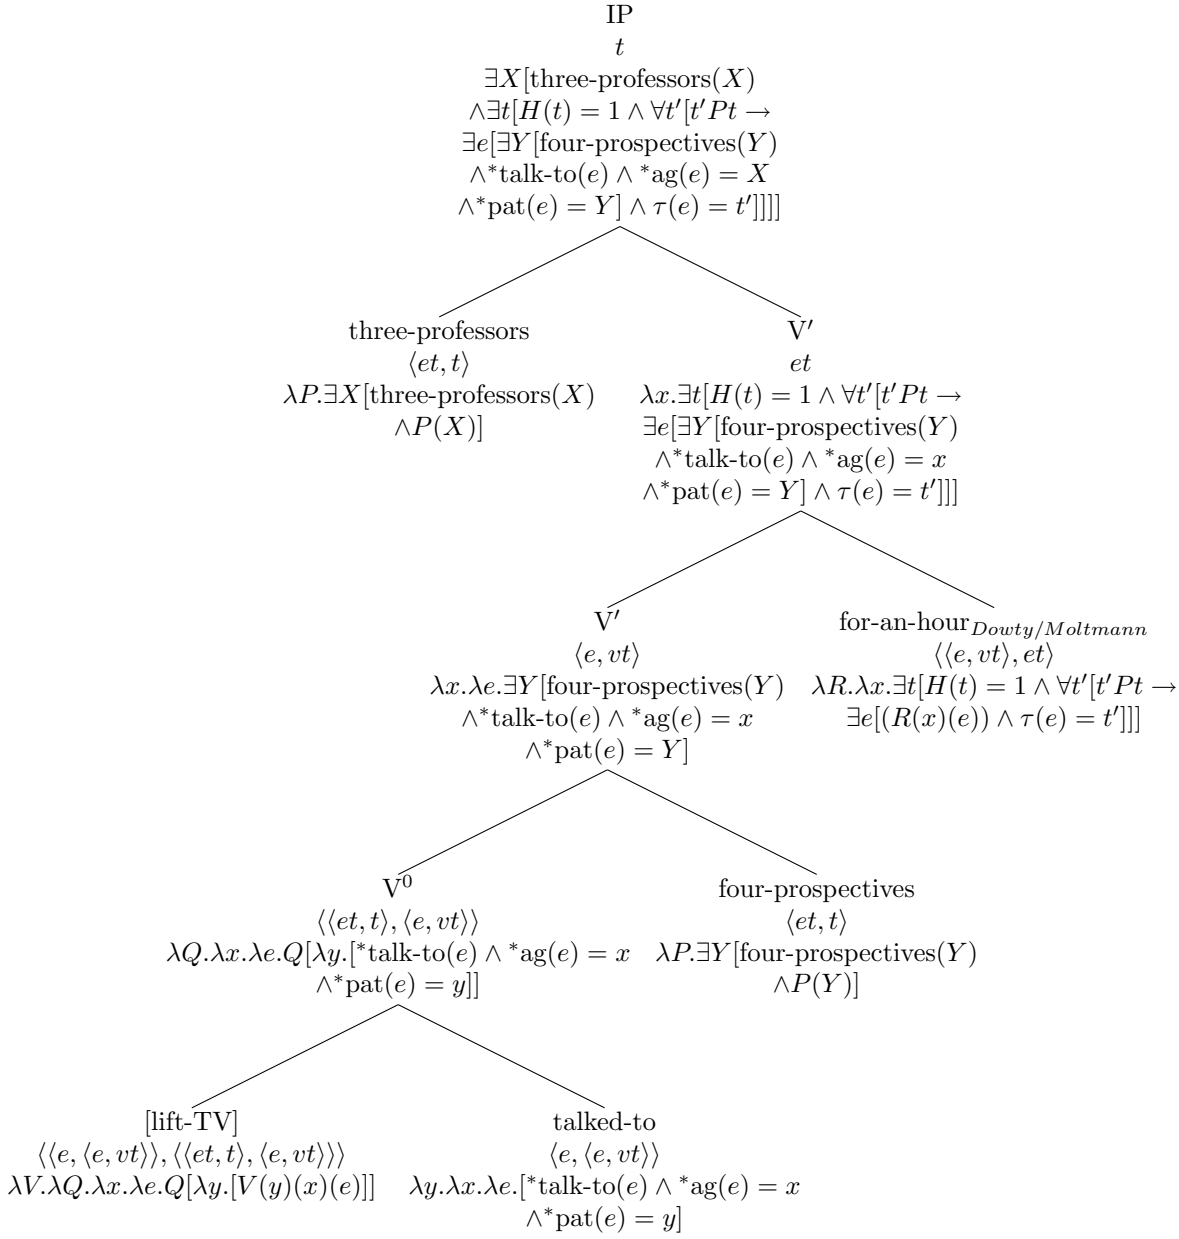 IP
t
∃X[three-professors(X)
∧∃t[H(t) = 1 ∧ ∀t′[t′Pt →
∃e[∃Y[four-prospectives(Y)
∧*talk-to(e) ∧ *ag(e) = X
∧*pat(e) = Y] ∧ τ(e) = t′]]]]
three-professors
⟨et, t⟩
λP.∃X[three-professors(X)
∧P(X)]
V′
et
λx.∃t[H(t) = 1 ∧ ∀t′[t′Pt →
∃e[∃Y[four-prospectives(Y)
∧*talk-to(e) ∧ *ag(e) = x
∧*pat(e) = Y] ∧ τ(e) = t′]]]
V′
⟨e, vt⟩
λx.λe.∃Y[four-prospectives(Y)
∧*talk-to(e) ∧ *ag(e) = x
∧*pat(e) = Y]
for-an-hour_Dowty/Moltmann
⟨⟨e, vt⟩, et⟩
λR.λx.∃t[H(t) = 1 ∧ ∀t′[t′Pt →
∃e[(R(x)(e)) ∧ τ(e) = t′]]]
V⁰
⟨⟨et, t⟩, ⟨e, vt⟩⟩
λQ.λx.λe.Q[λy.[*talk-to(e) ∧ *ag(e) = x
∧*pat(e) = y]]
four-prospectives
⟨et, t⟩
λP.∃Y[four-prospectives(Y)
∧P(Y)]
[lift-TV]
⟨⟨e, ⟨e, vt⟩⟩, ⟨⟨et, t⟩, ⟨e, vt⟩⟩⟩
λV.λQ.λx.λe.Q[λy.[V(y)(x)(e)]]
talked-to
⟨e, ⟨e, vt⟩⟩
λy.λx.λe.[*talk-to(e) ∧ *ag(e) = x
∧*pat(e) = y]